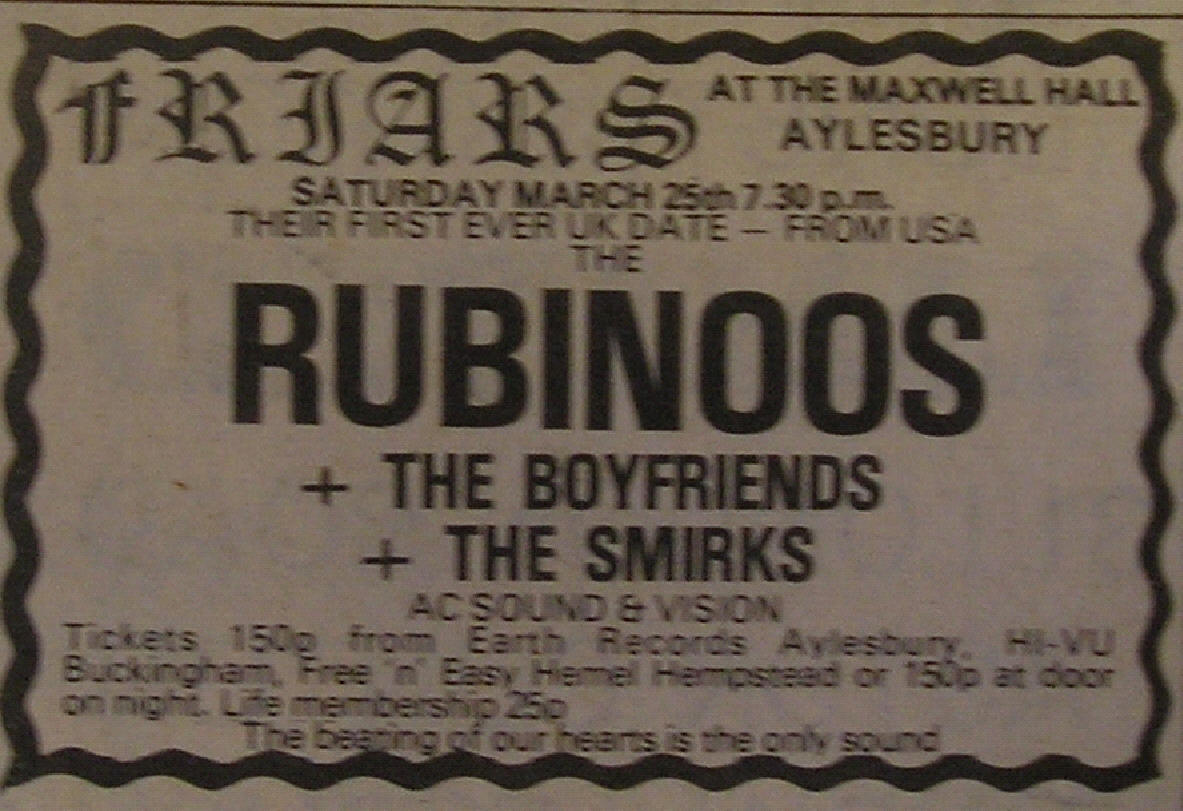 FRIARS AT THE MAXWELL HALL
AYLESBURY
SATURDAY MARCH 25th 7.30 p.m.
THEIR FIRST EVER UK DATE – FROM USA
THE
RUBINOOS
+ THE BOYFRIENDS
+ THE SMIRKS
AC SOUND & VISION
Tickets 150p from Earth Records Aylesbury, HI-VU
Buckingham, Free 'n' Easy Hemel Hempstead or 150p at door
on night. Life membership 25p
The beating of our hearts is the only sound